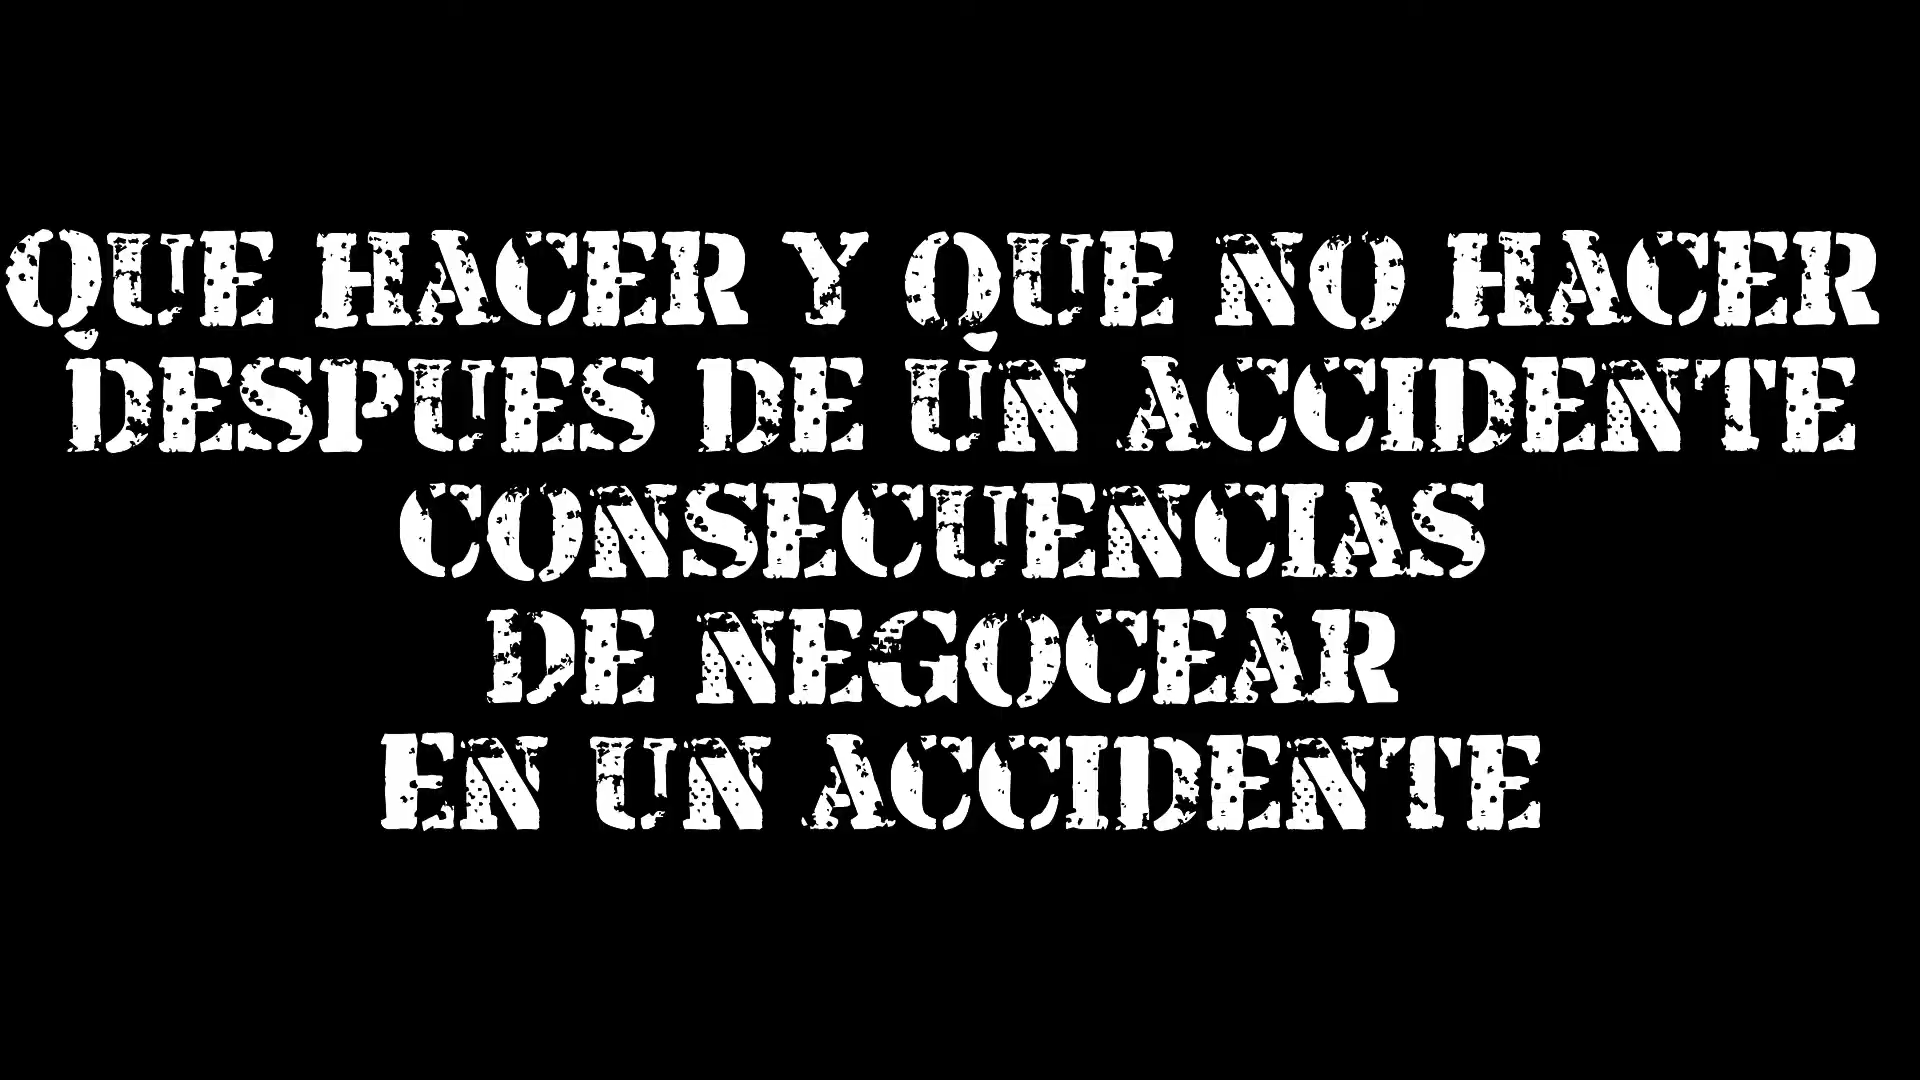 QUE HACER Y QUE NO HACER
DESPUES DE UN ACCIDENTE
CONSECUENCIAS
DE NEGOCEAR
EN UN ACCIDENTE